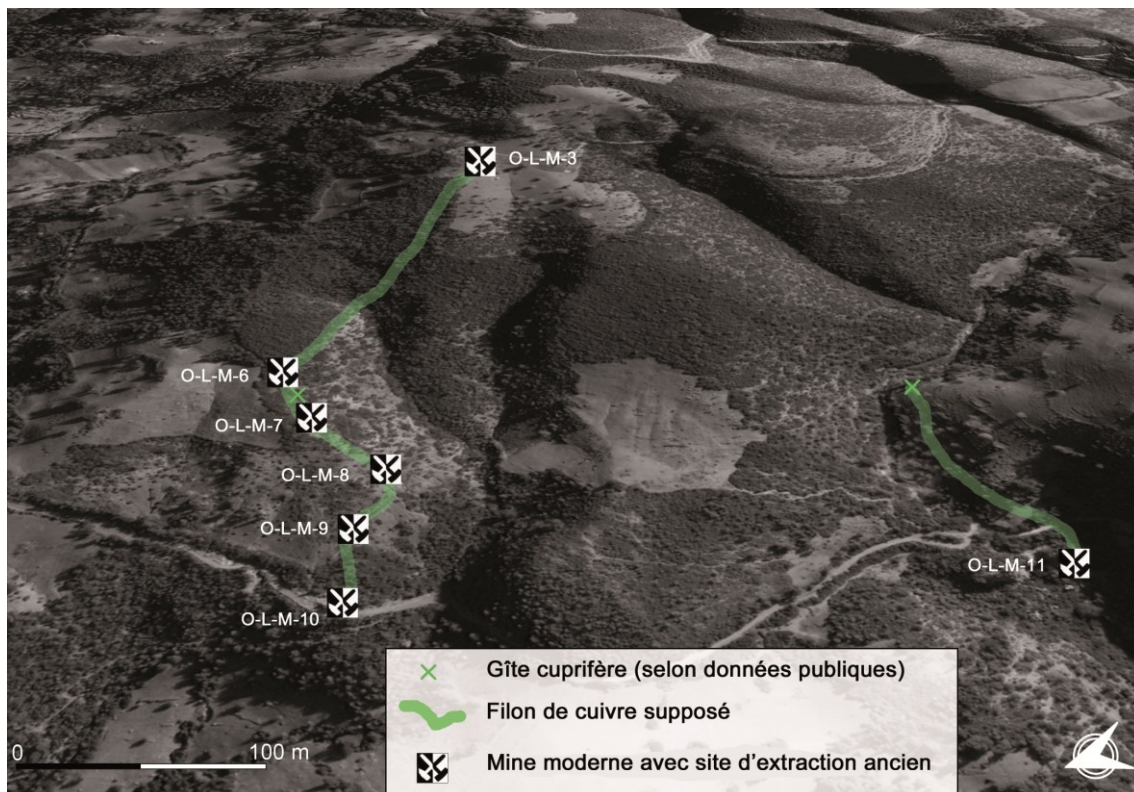 O-L-M-3
O-L-M-6
O-L-M-7
O-L-M-8
O-L-M-9
O-L-M-10
O-L-M-11
Gîte cuprifère (selon données publiques)
Filon de cuivre supposé
Mine moderne avec site d'extraction ancien
0 100 m